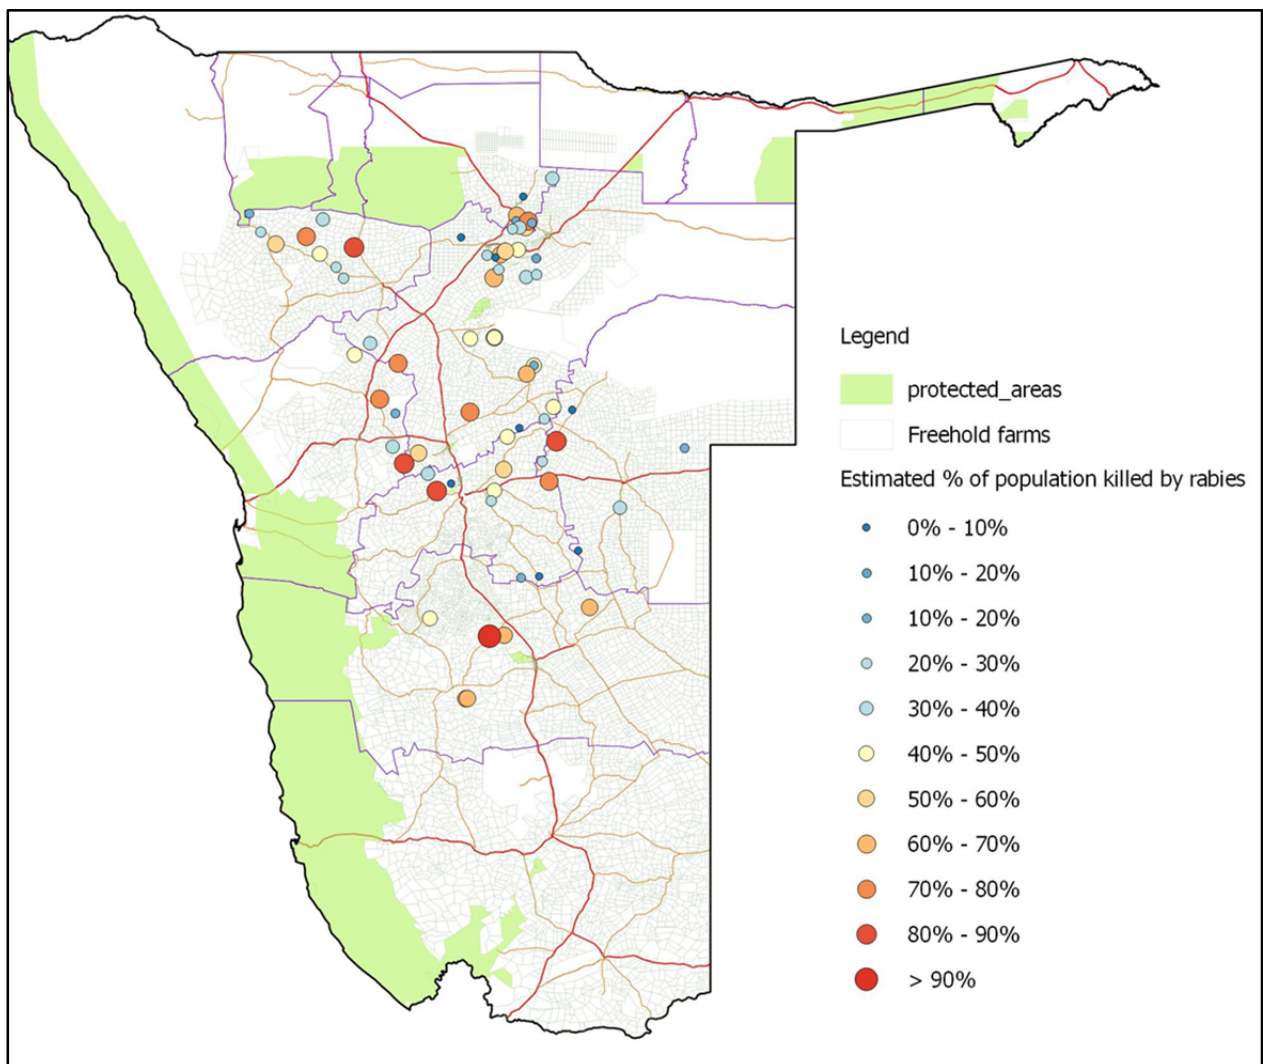 Legend
protected_areas
Freehold farms
Estimated % of population killed by rabies
0% - 10%
10% - 20%
10% - 20%
20% - 30%
30% - 40%
40% - 50%
50% - 60%
60% - 70%
70% - 80%
80% - 90%
> 90%